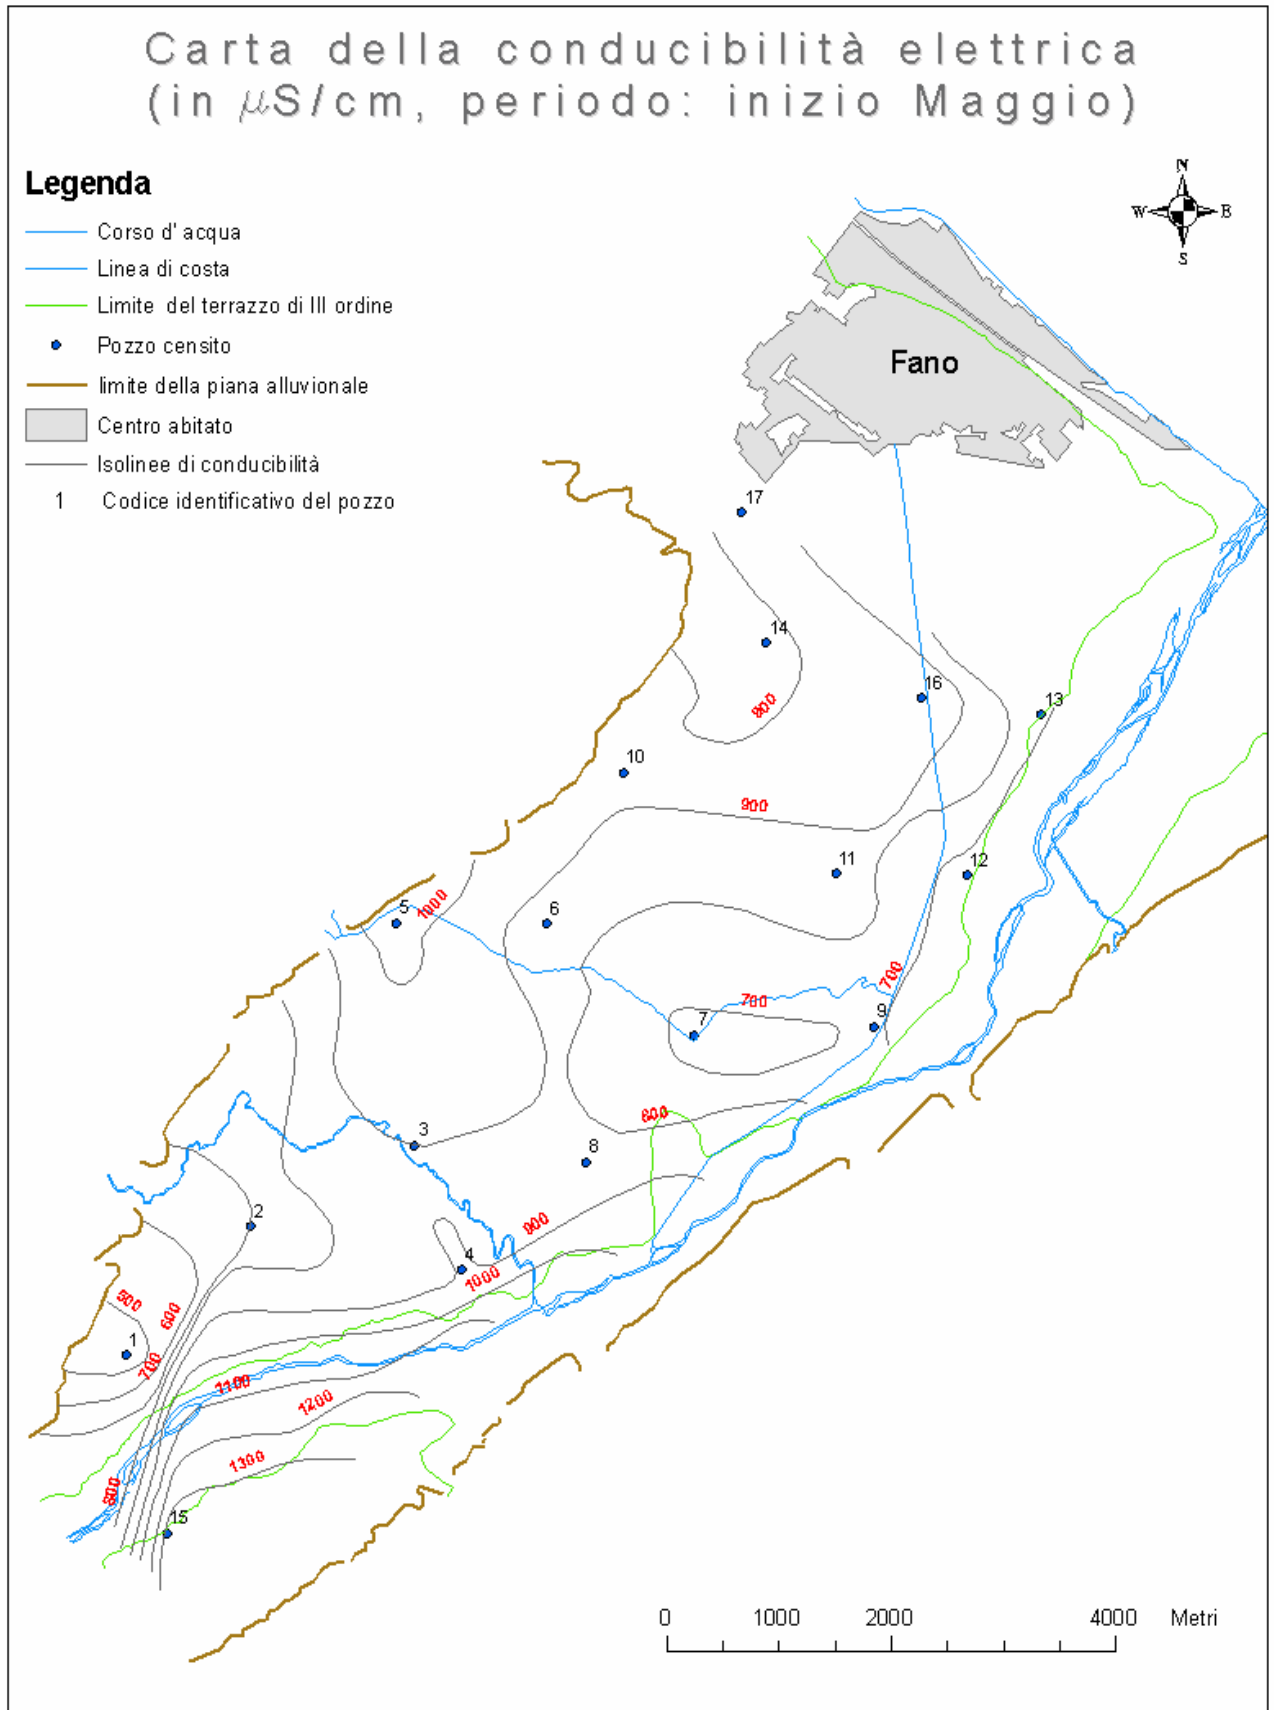 Carta della conducibilità elettrica
(in µS/cm, periodo: inizio Maggio)
Legenda
Corso d' acqua
Linea di costa
Limite del terrazzo di III ordine
Pozzo censito
limite della piana alluvionale
Centro abitato
Isolinee di conducibilità
1 Codice identificativo del pozzo
N
W E
S
Fano
17
14
16
800
13
10
900
11
12
1000
5
6
700
700
9
7
800
3
8
2
900
4
1000
500
600
1
700
1100
1200
1300
800
15
0 1000 2000 4000 Metri